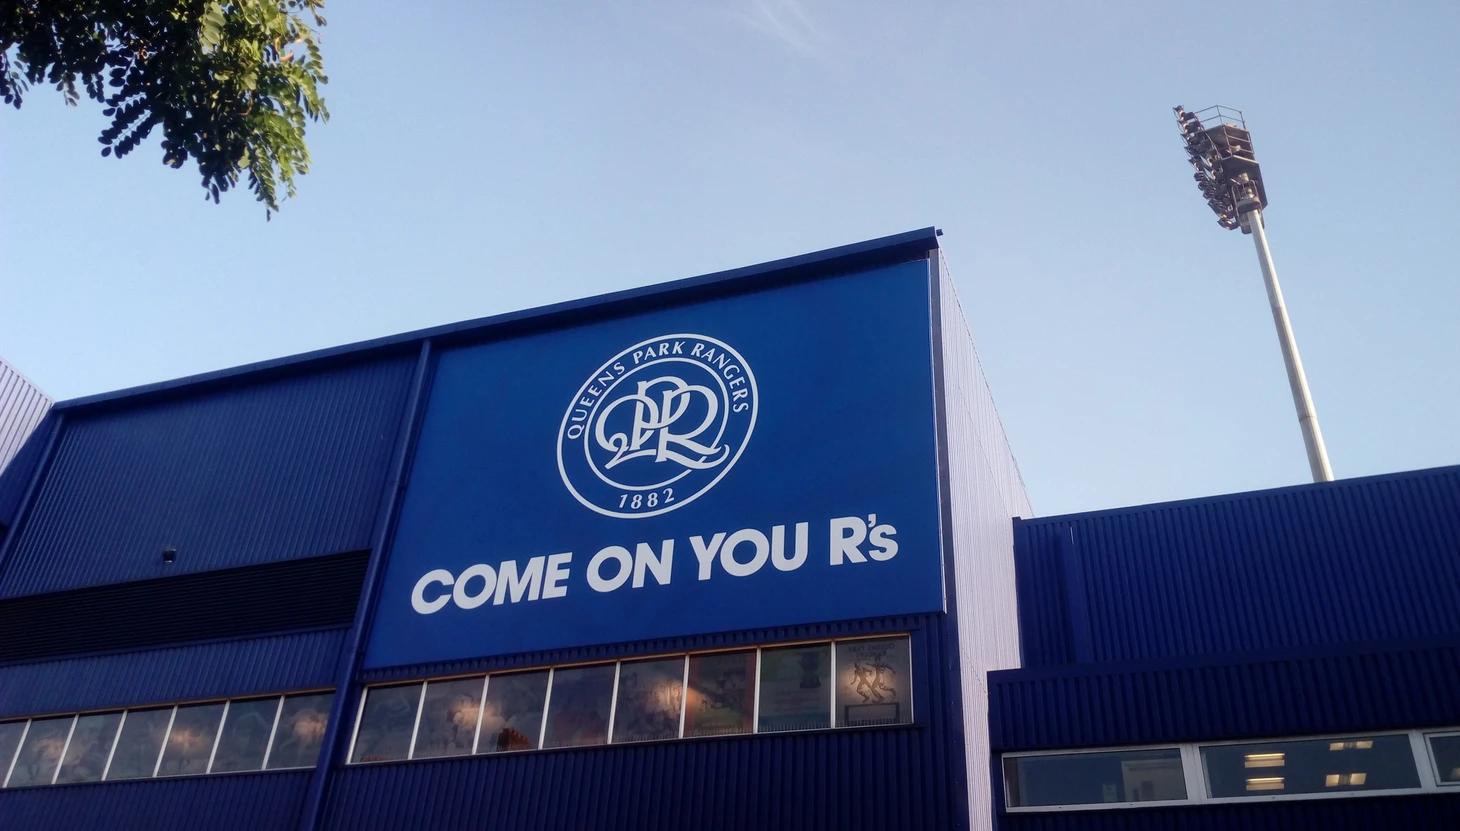 QUEENS PARK RANGERS
QPR
1882
COME ON YOU R's